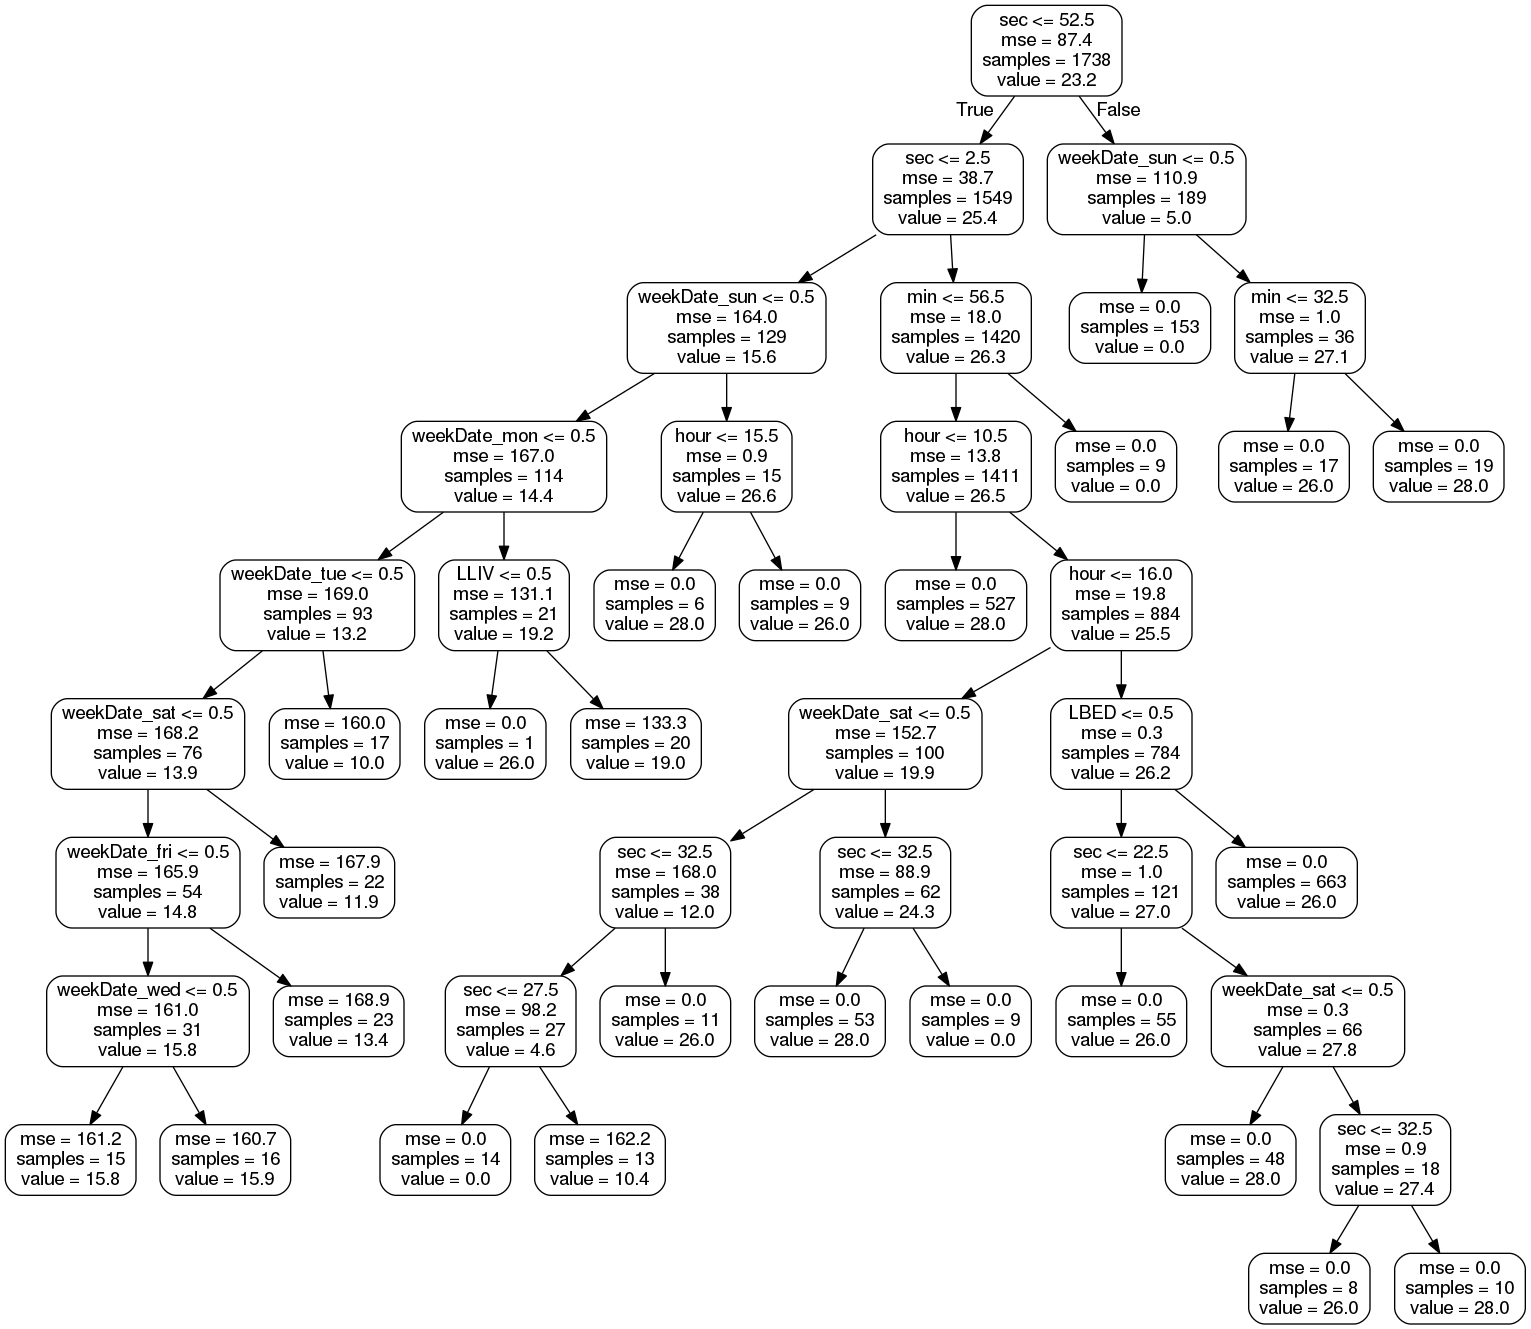 sec <= 52.5
mse = 87.4
samples = 1738
value = 23.2
True
False
sec <= 2.5
mse = 38.7
samples = 1549
value = 25.4
weekDate_sun <= 0.5
mse = 110.9
samples = 189
value = 5.0
weekDate_sun <= 0.5
mse = 164.0
samples = 129
value = 15.6
min <= 56.5
mse = 18.0
samples = 1420
value = 26.3
mse = 0.0
samples = 153
value = 0.0
min <= 32.5
mse = 1.0
samples = 36
value = 27.1
weekDate_mon <= 0.5
mse = 167.0
samples = 114
value = 14.4
hour <= 15.5
mse = 0.9
samples = 15
value = 26.6
hour <= 10.5
mse = 13.8
samples = 1411
value = 26.5
mse = 0.0
samples = 9
value = 0.0
mse = 0.0
samples = 17
value = 26.0
mse = 0.0
samples = 19
value = 28.0
weekDate_tue <= 0.5
mse = 169.0
samples = 93
value = 13.2
LLIV <= 0.5
mse = 131.1
samples = 21
value = 19.2
mse = 0.0
samples = 6
value = 28.0
mse = 0.0
samples = 9
value = 26.0
mse = 0.0
samples = 527
value = 28.0
hour <= 16.0
mse = 19.8
samples = 884
value = 25.5
weekDate_sat <= 0.5
mse = 168.2
samples = 76
value = 13.9
mse = 160.0
samples = 17
value = 10.0
mse = 0.0
samples = 1
value = 26.0
mse = 133.3
samples = 20
value = 19.0
weekDate_sat <= 0.5
mse = 152.7
samples = 100
value = 19.9
LBED <= 0.5
mse = 0.3
samples = 784
value = 26.2
weekDate_fri <= 0.5
mse = 165.9
samples = 54
value = 14.8
mse = 167.9
samples = 22
value = 11.9
sec <= 32.5
mse = 168.0
samples = 38
value = 12.0
sec <= 32.5
mse = 88.9
samples = 62
value = 24.3
sec <= 22.5
mse = 1.0
samples = 121
value = 27.0
mse = 0.0
samples = 663
value = 26.0
weekDate_wed <= 0.5
mse = 161.0
samples = 31
value = 15.8
mse = 168.9
samples = 23
value = 13.4
sec <= 27.5
mse = 98.2
samples = 27
value = 4.6
mse = 0.0
samples = 11
value = 26.0
mse = 0.0
samples = 53
value = 28.0
mse = 0.0
samples = 9
value = 0.0
mse = 0.0
samples = 55
value = 26.0
weekDate_sat <= 0.5
mse = 0.3
samples = 66
value = 27.8
mse = 161.2
samples = 15
value = 15.8
mse = 160.7
samples = 16
value = 15.9
mse = 0.0
samples = 14
value = 0.0
mse = 162.2
samples = 13
value = 10.4
mse = 0.0
samples = 48
value = 28.0
sec <= 32.5
mse = 0.9
samples = 18
value = 27.4
mse = 0.0
samples = 8
value = 26.0
mse = 0.0
samples = 10
value = 28.0